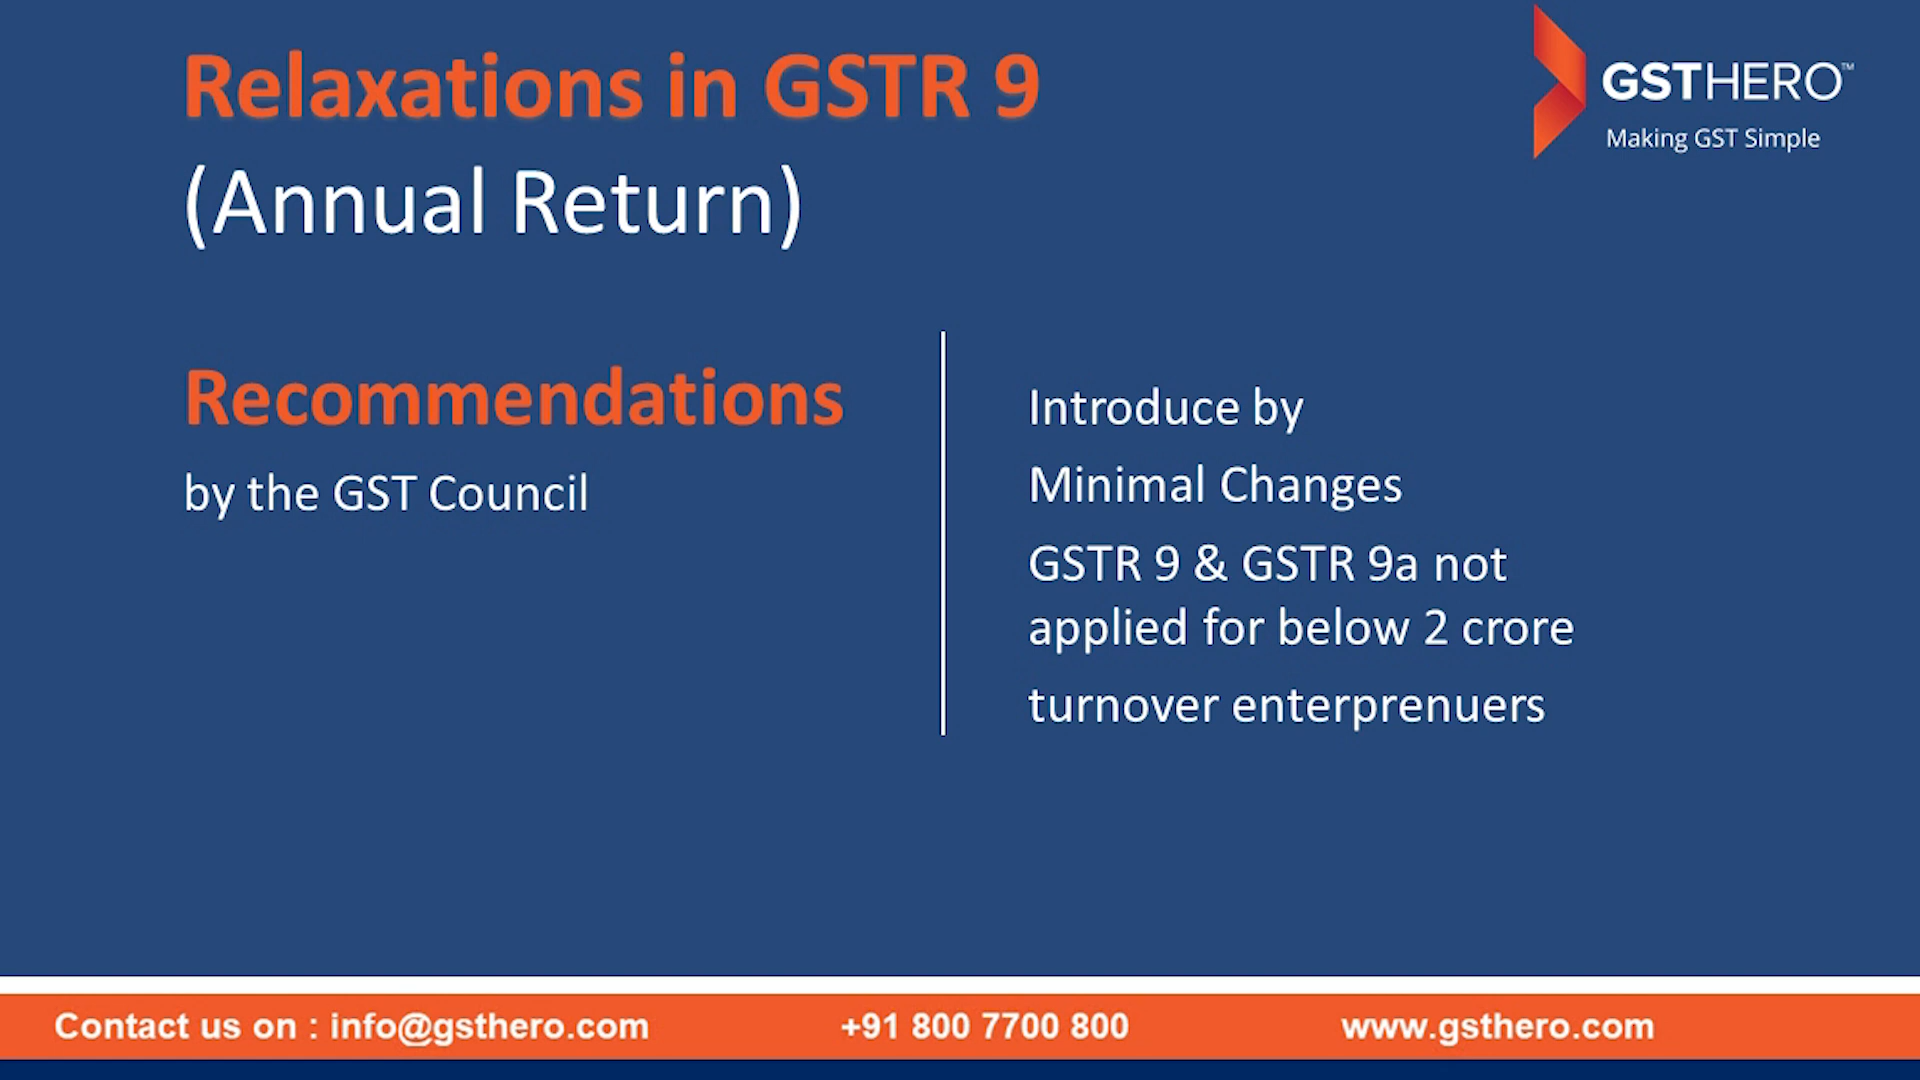 Relaxations in GSTR 9
(Annual Return)
GSTHERO™
Making GST Simple
Recommendations
by the GST Council
Introduce by
Minimal Changes
GSTR 9 & GSTR 9a not
applied for below 2 crore
turnover enterprenuers
Contact us on : info@gsthero.com
+91 800 7700 800
www.gsthero.com